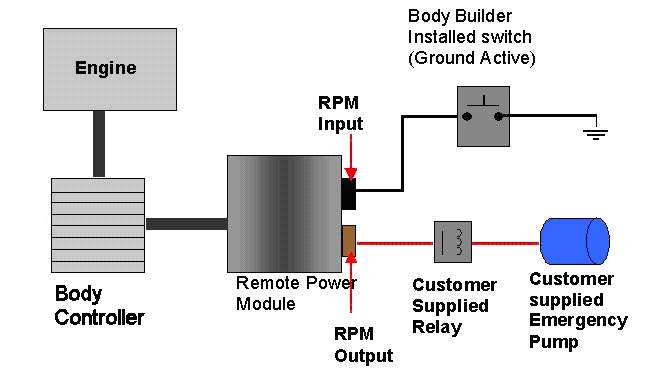 Body Builder
Installed switch
(Ground Active)
Engine
RPM
Input
Remote Power
Module
Body
Controller
Customer
Supplied
Relay
Customer
supplied
Emergency
Pump
RPM
Output